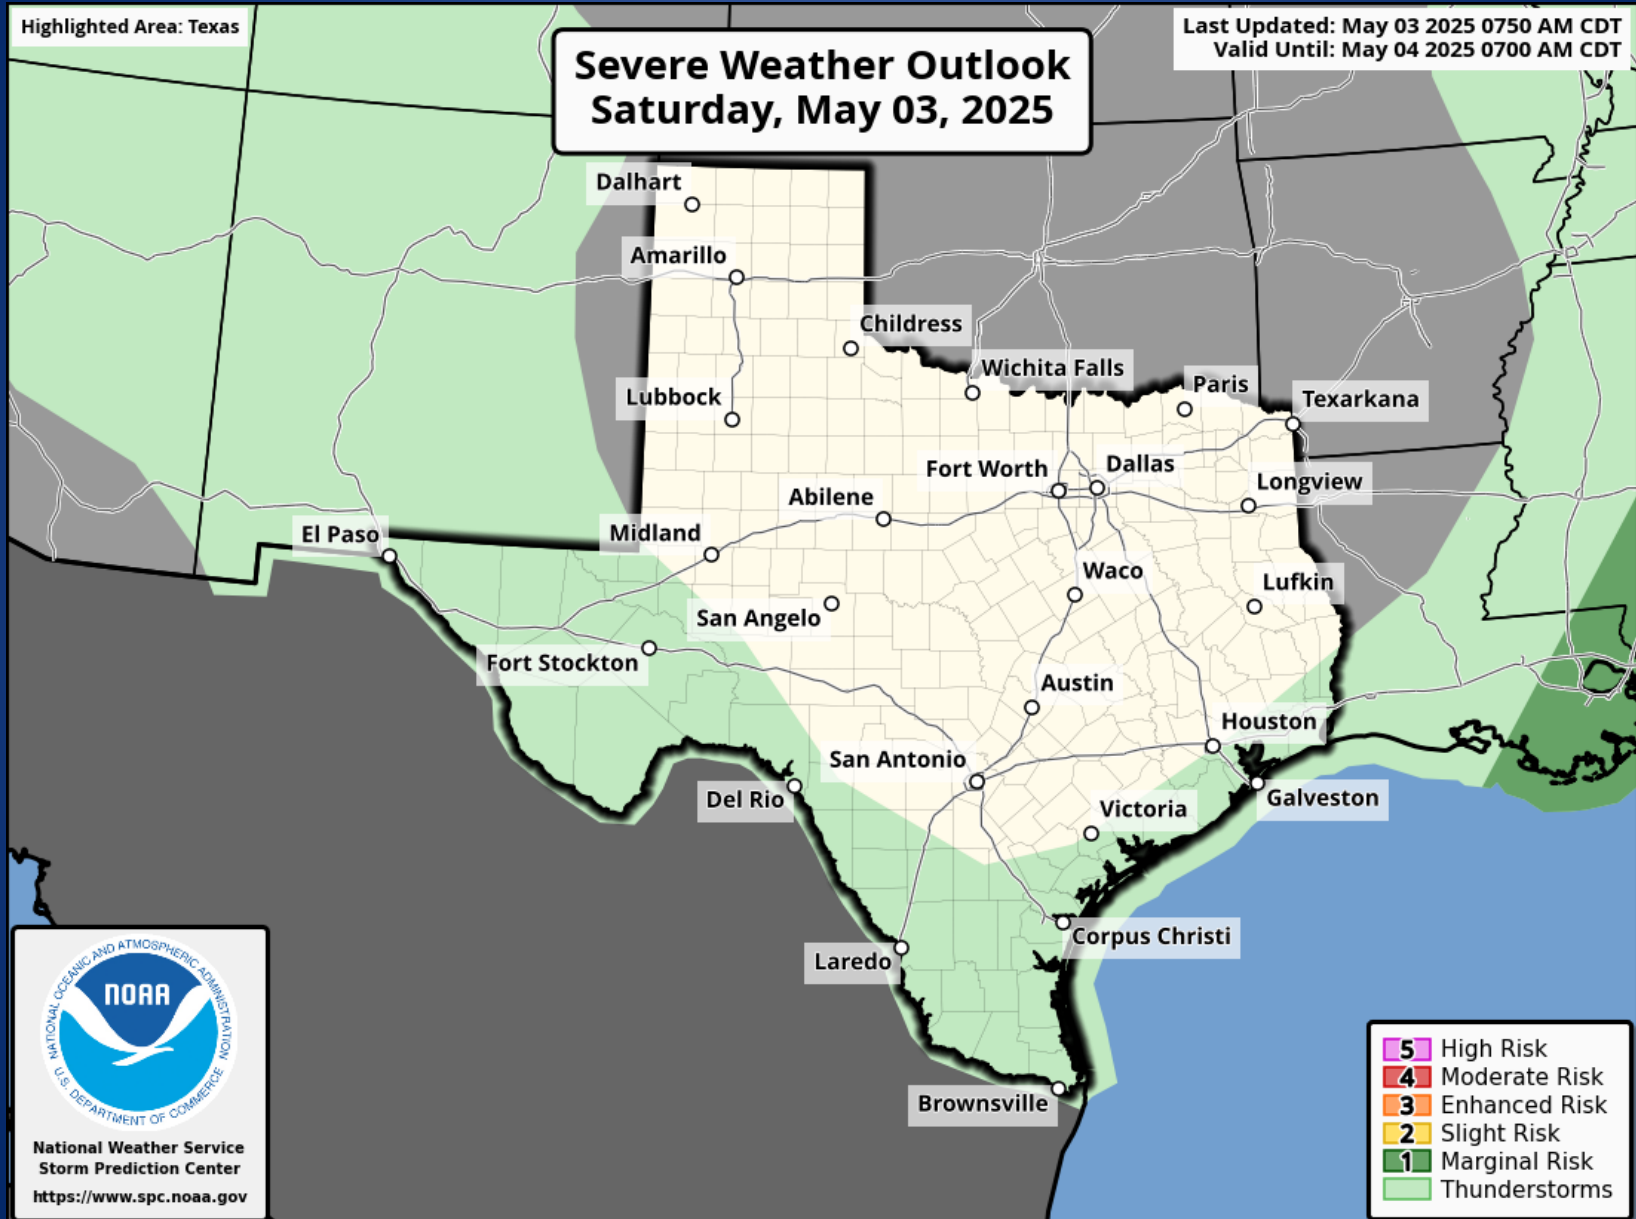 Highlighted Area: Texas
Severe Weather Outlook
Saturday, May 03, 2025
Last Updated: May 03 2025 0750 AM CDT
Valid Until: May 04 2025 0700 AM CDT
Dalhart
Amarillo
Childress
Wichita Falls
Paris
Texarkana
Lubbock
Fort Worth
Dallas
Longview
Abilene
El Paso
Midland
Waco
Lufkin
San Angelo
Fort Stockton
Austin
Houston
San Antonio
Del Rio
Galveston
Victoria
Corpus Christi
Laredo
Brownsville
NATIONAL OCEANIC AND ATMOSPHERIC ADMINISTRATION
NOAA
U.S. DEPARTMENT OF COMMERCE
National Weather Service
Storm Prediction Center
https://www.spc.noaa.gov
5 High Risk
4 Moderate Risk
3 Enhanced Risk
2 Slight Risk
1 Marginal Risk
Thunderstorms